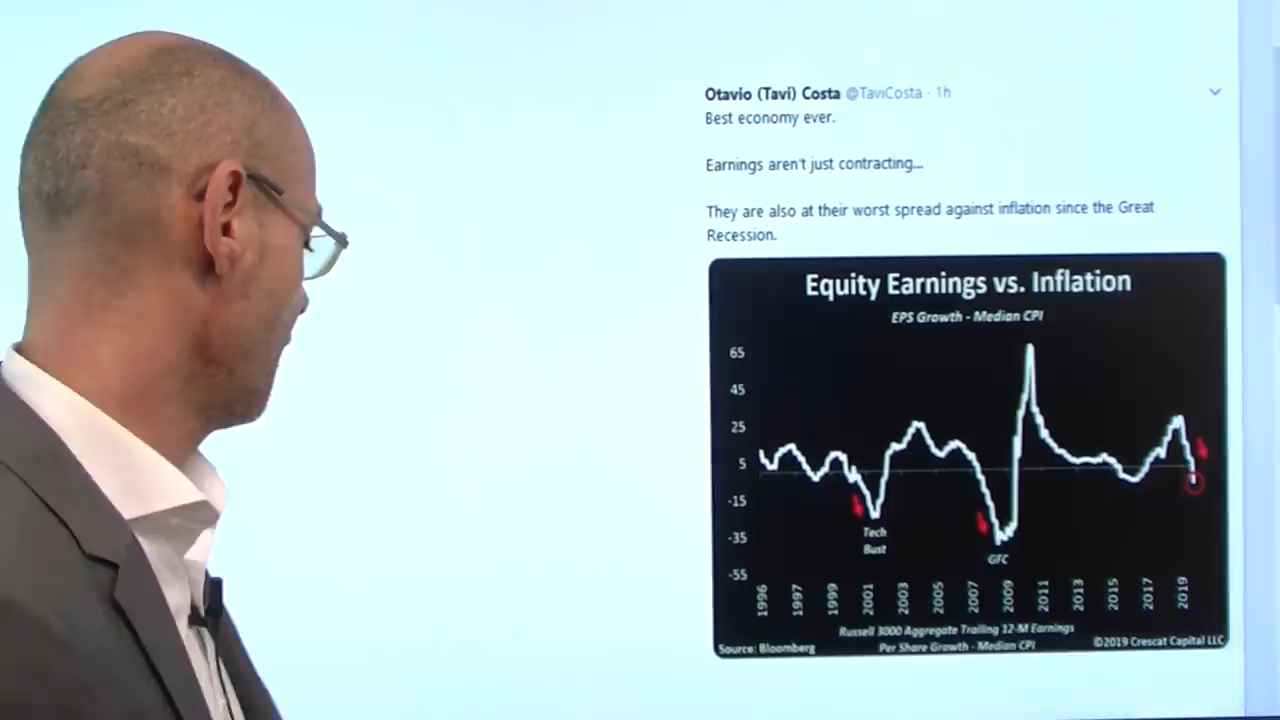 Otavio (Tavi) Costa @TaviCosta · 1h
Best economy ever.
Earnings aren't just contracting...
They are also at their worst spread against inflation since the Great
Recession.
Equity Earnings vs. Inflation
EPS Growth - Median CPI
65
45
25
5
-15
-35
-55
Tech
Bust
GFC
1996 1997 1999 2001 2003 2005 2007 2009 2011 2013 2015 2017 2019
Russell 3000 Aggregate Trailing 12-M Earnings
Per Share Growth - Median CPI
Source: Bloomberg
©2019 Crescat Capital LLC